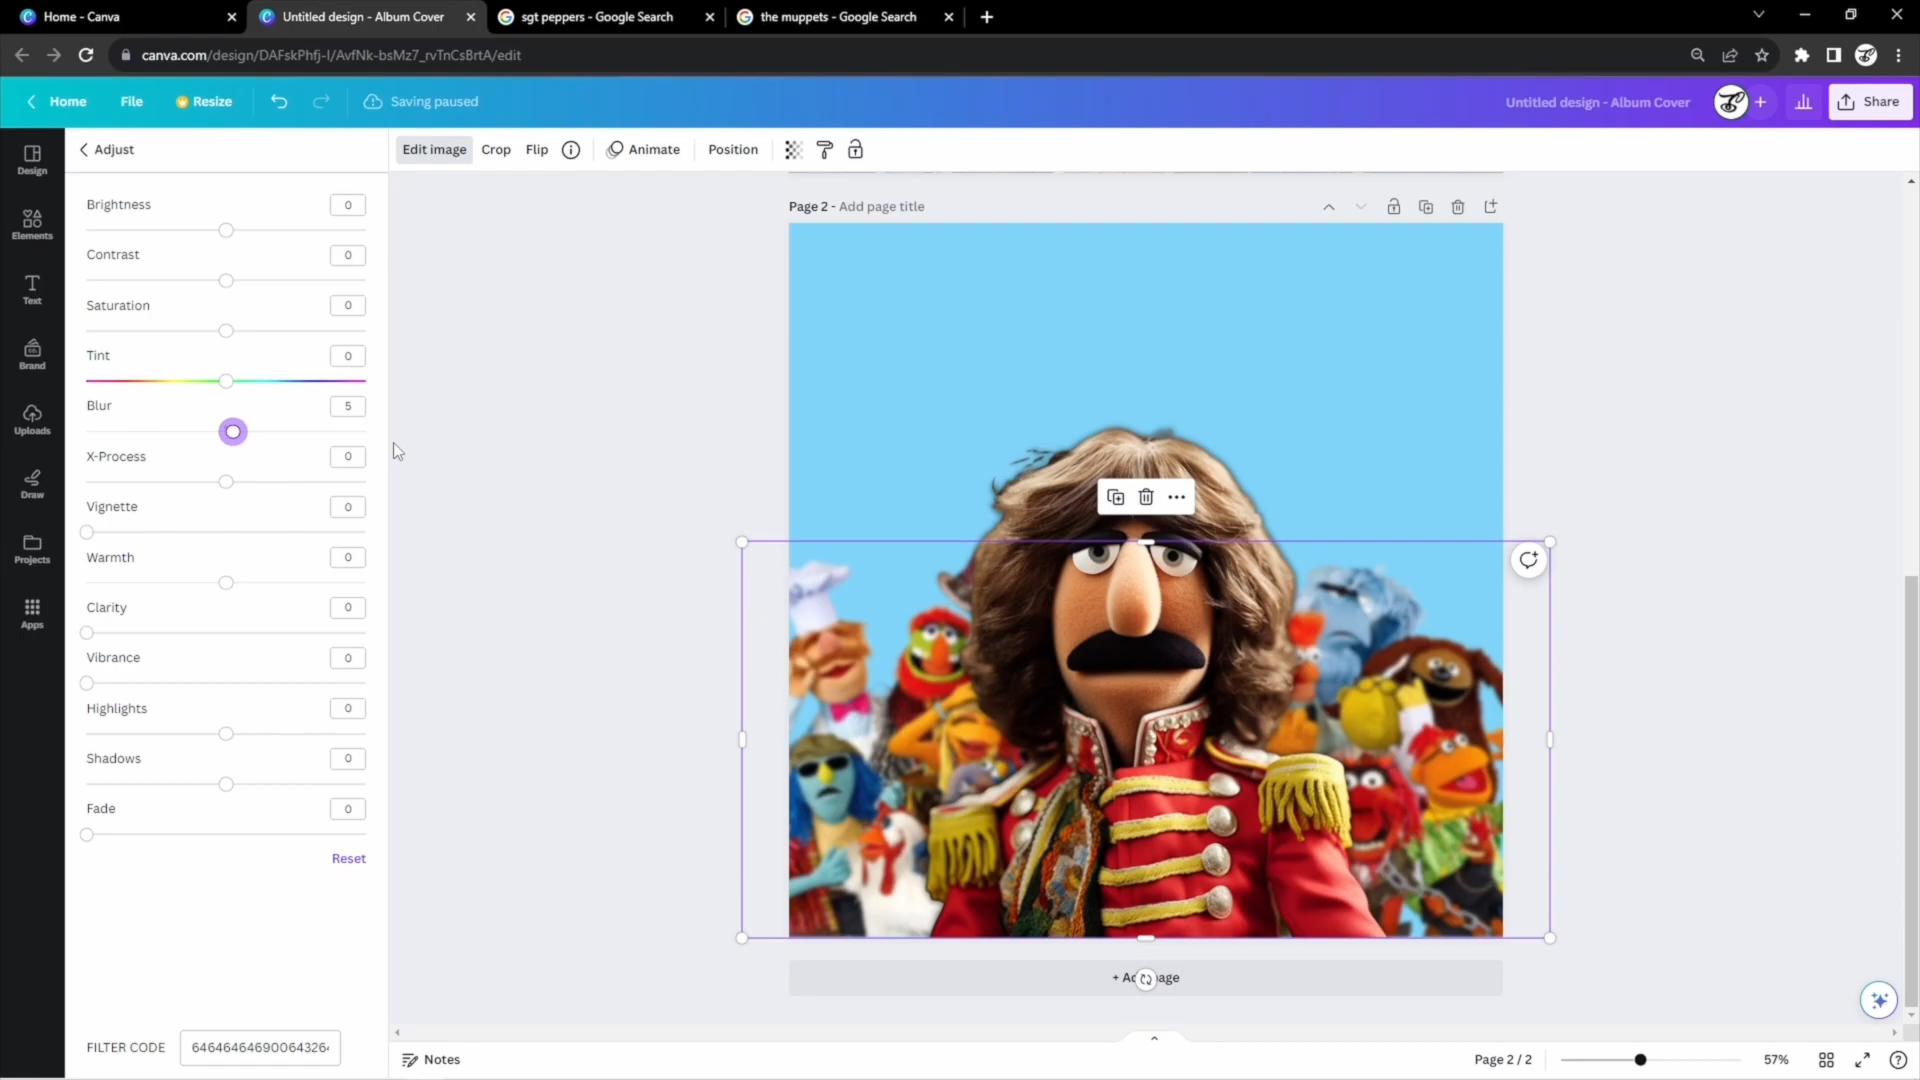 Home - Canva
Untitled design - Album Cover
sgt peppers - Google Search
the muppets - Google Search
canva.com/design/DAFskPhfj-I/AvfNk-bsMz7_rvTnCsBrtA/edit
Home
File
Resize
Saving paused
Untitled design - Album Cover
Share
Design
Elements
Text
Brand
Uploads
Draw
Projects
Apps
Adjust
Brightness 0
Contrast 0
Saturation 0
Tint 0
Blur 5
X-Process 0
Vignette 0
Warmth 0
Clarity 0
Vibrance 0
Highlights 0
Shadows 0
Fade 0
Reset
FILTER CODE 64646464690064326
Edit image
Crop
Flip
Animate
Position
Page 2 - Add page title
Notes
Page 2 / 2
57%